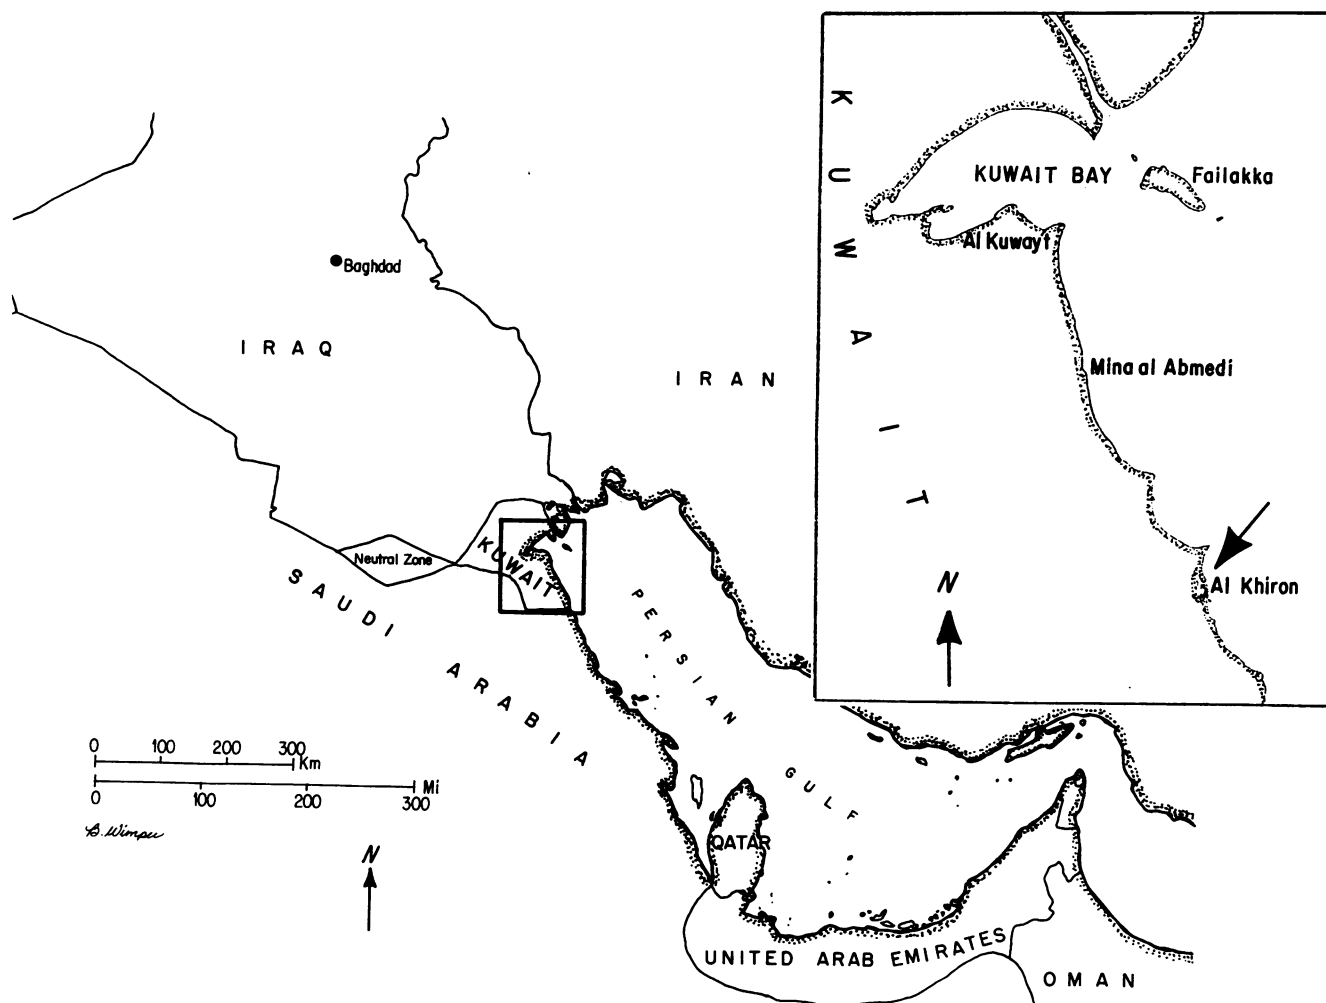 KUWAIT
KUWAIT BAY
Failakka
Al Kuwayt
Mina al Abmedi
Al Khiron
N
Baghdad
IRAQ
IRAN
Neutral Zone
KUWAIT
SAUDI ARABIA
PERSIAN GULF
QATAR
UNITED ARAB EMIRATES
OMAN
0 100 200 300
Km
Mi
0 100 200 300
B. Wimpee
N